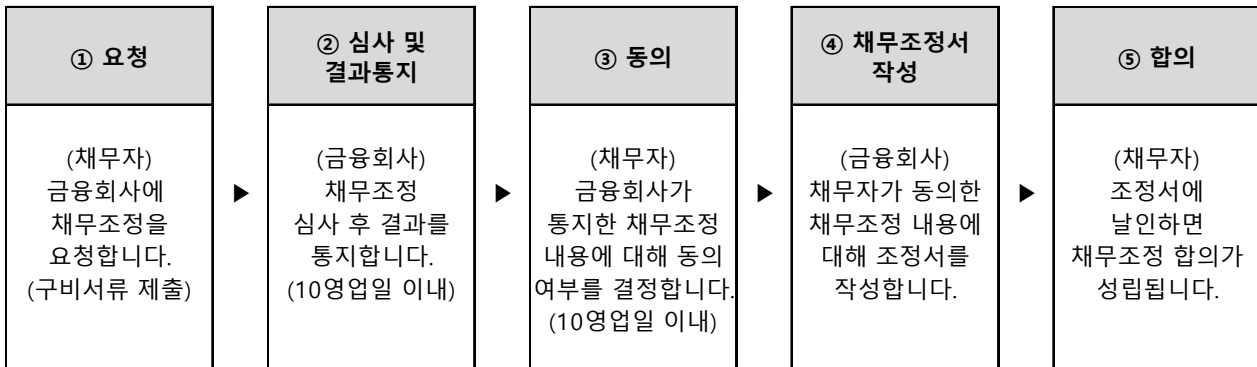 ① 요청
(채무자)
금융회사에
채무조정을
요청합니다.
(구비서류 제출)
▶
② 심사 및
결과통지
(금융회사)
채무조정
심사 후 결과를
통지합니다.
(10영업일 이내)
▶
③ 동의
(채무자)
금융회사가
통지한 채무조정
내용에 대해 동의
여부를 결정합니다.
(10영업일 이내)
▶
④ 채무조정서
작성
(금융회사)
채무자가 동의한
채무조정 내용에
대해 조정서를
작성합니다.
▶
⑤ 합의
(채무자)
조정서에
날인하면
채무조정 합의가
성립됩니다.